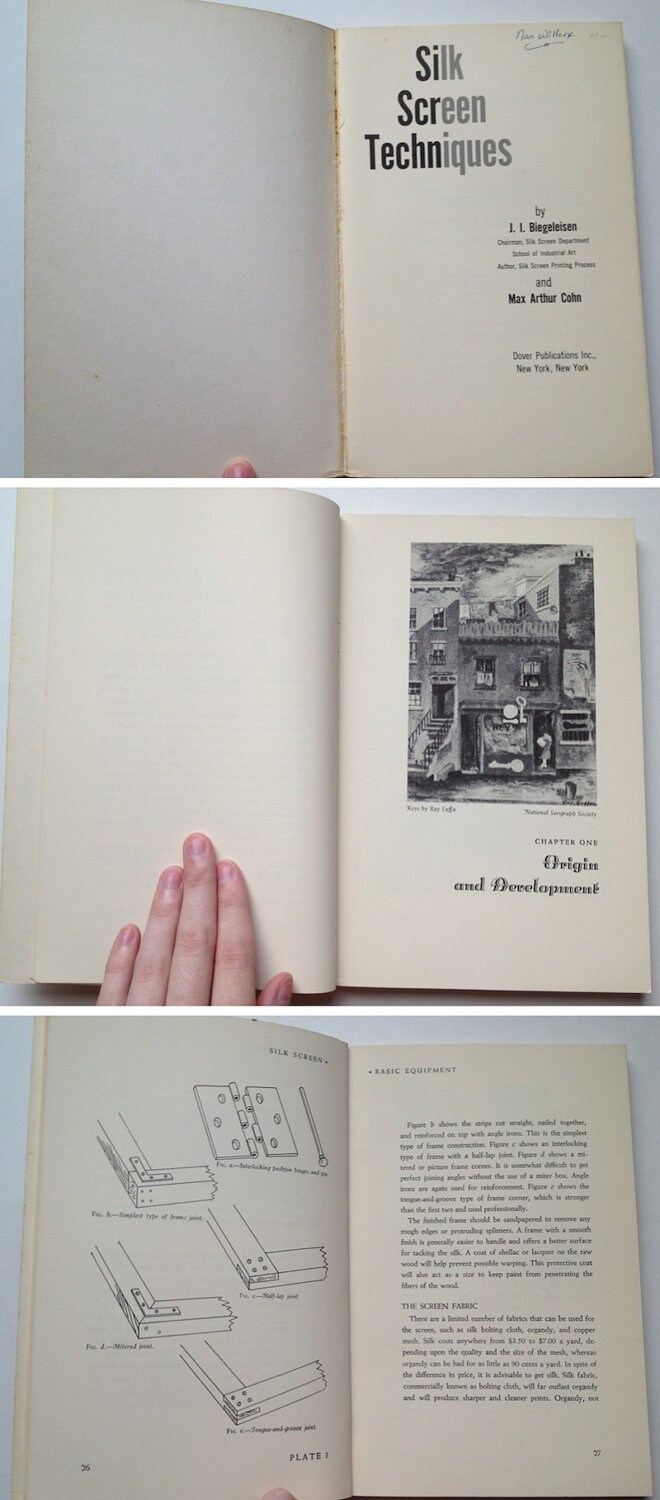 Silk
Screen
Techniques
by
J. I. Biegeleisen
Chairman, Silk Screen Department
School of Industrial Art
Author, Silk Screen Printing Process
and
Max Arthur Cohn
Dover Publications Inc.,
New York, New York
Keys by Ray Euffa
National Serigraph Society
CHAPTER ONE
Origin
and Development
SILK SCREEN
FIG. a.—Interlocking pushpin hinges and pin.
FIG. b.—Simplest type of frame joint.
FIG. c.—Half-lap joint.
FIG. d.—Mitered joint.
FIG. e.—Tongue-and-groove joint.
26
PLATE 3
BASIC EQUIPMENT
Figure b shows the strips cut straight, nailed together,
and reinforced on top with angle irons. This is the simplest
type of frame construction. Figure c shows an interlocking
type of frame with a half-lap joint. Figure d shows a mi-
tered or picture frame corner. It is somewhat difficult to get
perfect joining angles without the use of a miter box. Angle
irons are again used for reinforcement. Figure e shows the
tongue-and-groove type of frame corner, which is stronger
than the first two and used professionally.
The finished frame should be sandpapered to remove any
rough edges or protruding splinters. A frame with a smooth
finish is generally easier to handle and offers a better surface
for tacking the silk. A coat of shellac or lacquer on the raw
wood will help prevent possible warping. This protective coat
will also act as a size to keep paint from penetrating the
fibers of the wood.
THE SCREEN FABRIC
There are a limited number of fabrics that can be used for
the screen, such as silk bolting cloth, organdy, and copper
mesh. Silk costs anywhere from $3.50 to $7.00 a yard, de-
pending upon the quality and the size of the mesh, whereas
organdy can be had for as little as 90 cents a yard. In spite of
the difference in price, it is advisable to get silk. Silk fabric,
commercially known as bolting cloth, will far outlast organdy
and will produce sharper and cleaner prints. Organdy, not
27